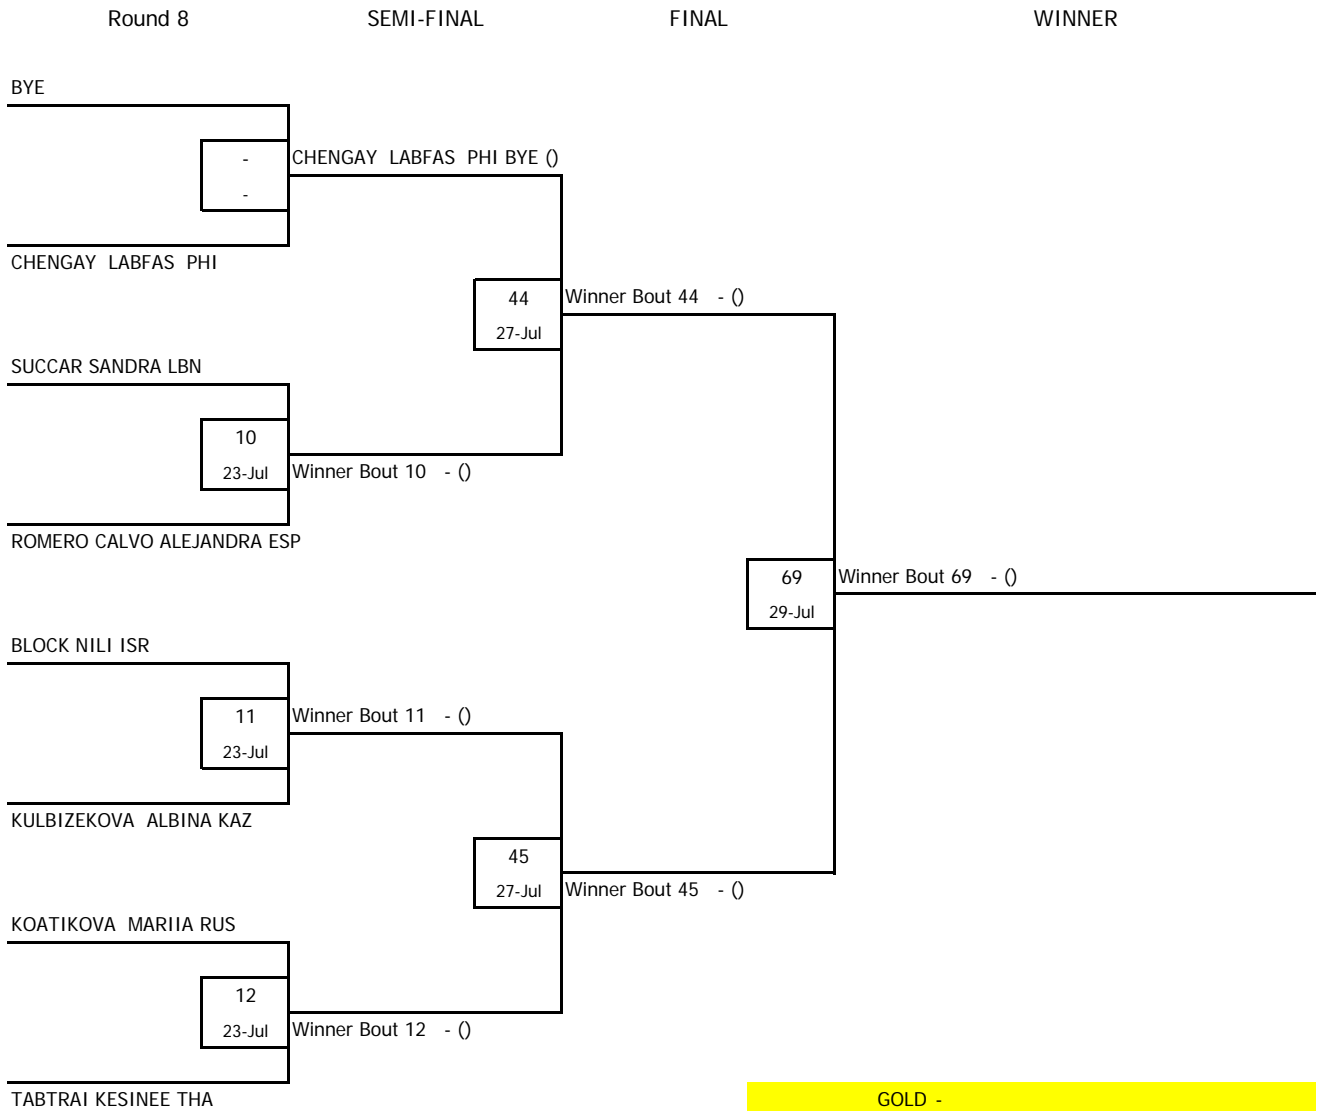 Round 8 SEMI-FINAL FINAL WINNER
BYE
-
CHENGAY  LABFAS  PHI BYE ()
-
CHENGAY  LABFAS  PHI
44
Winner Bout 44   - ()
27-Jul
SUCCAR SANDRA LBN
10
23-Jul
Winner Bout 10   - ()
ROMERO CALVO ALEJANDRA ESP
69
Winner Bout 69   - ()
29-Jul
BLOCK NILI ISR
11
Winner Bout 11   - ()
23-Jul
KULBIZEKOVA  ALBINA KAZ
45
27-Jul
Winner Bout 45   - ()
KOATIKOVA  MARIIA RUS
12
23-Jul
Winner Bout 12   - ()
TABTRAI KESINEE THA
GOLD -